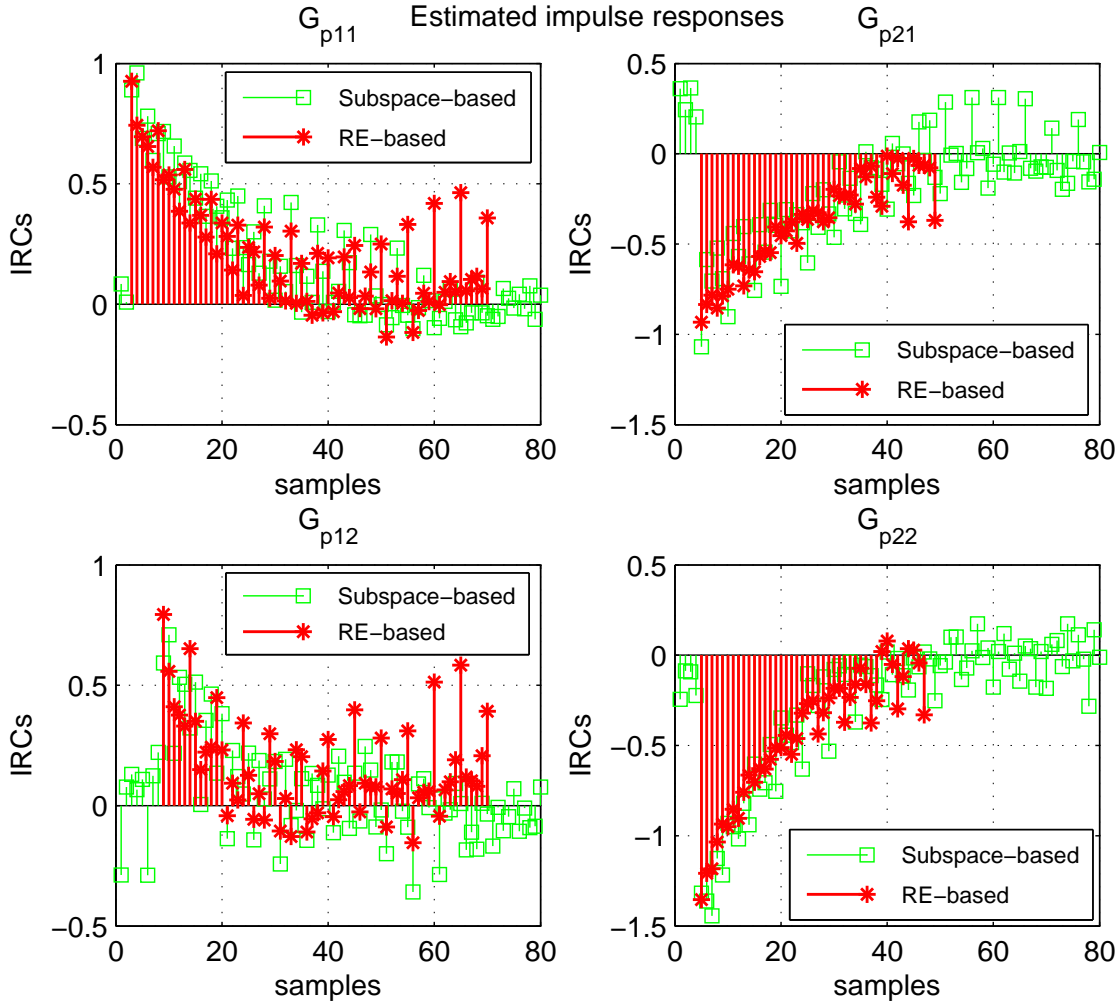 Estimated impulse responses
G_p11
1
0.5
0
−0.5
IRCs
0 20 40 60 80
samples
Subspace−based
RE−based
G_p21
0.5
0
−0.5
−1
−1.5
IRCs
0 20 40 60 80
samples
Subspace−based
RE−based
G_p12
1
0.5
0
−0.5
IRCs
0 20 40 60 80
samples
Subspace−based
RE−based
G_p22
0.5
0
−0.5
−1
−1.5
IRCs
0 20 40 60 80
samples
Subspace−based
RE−based